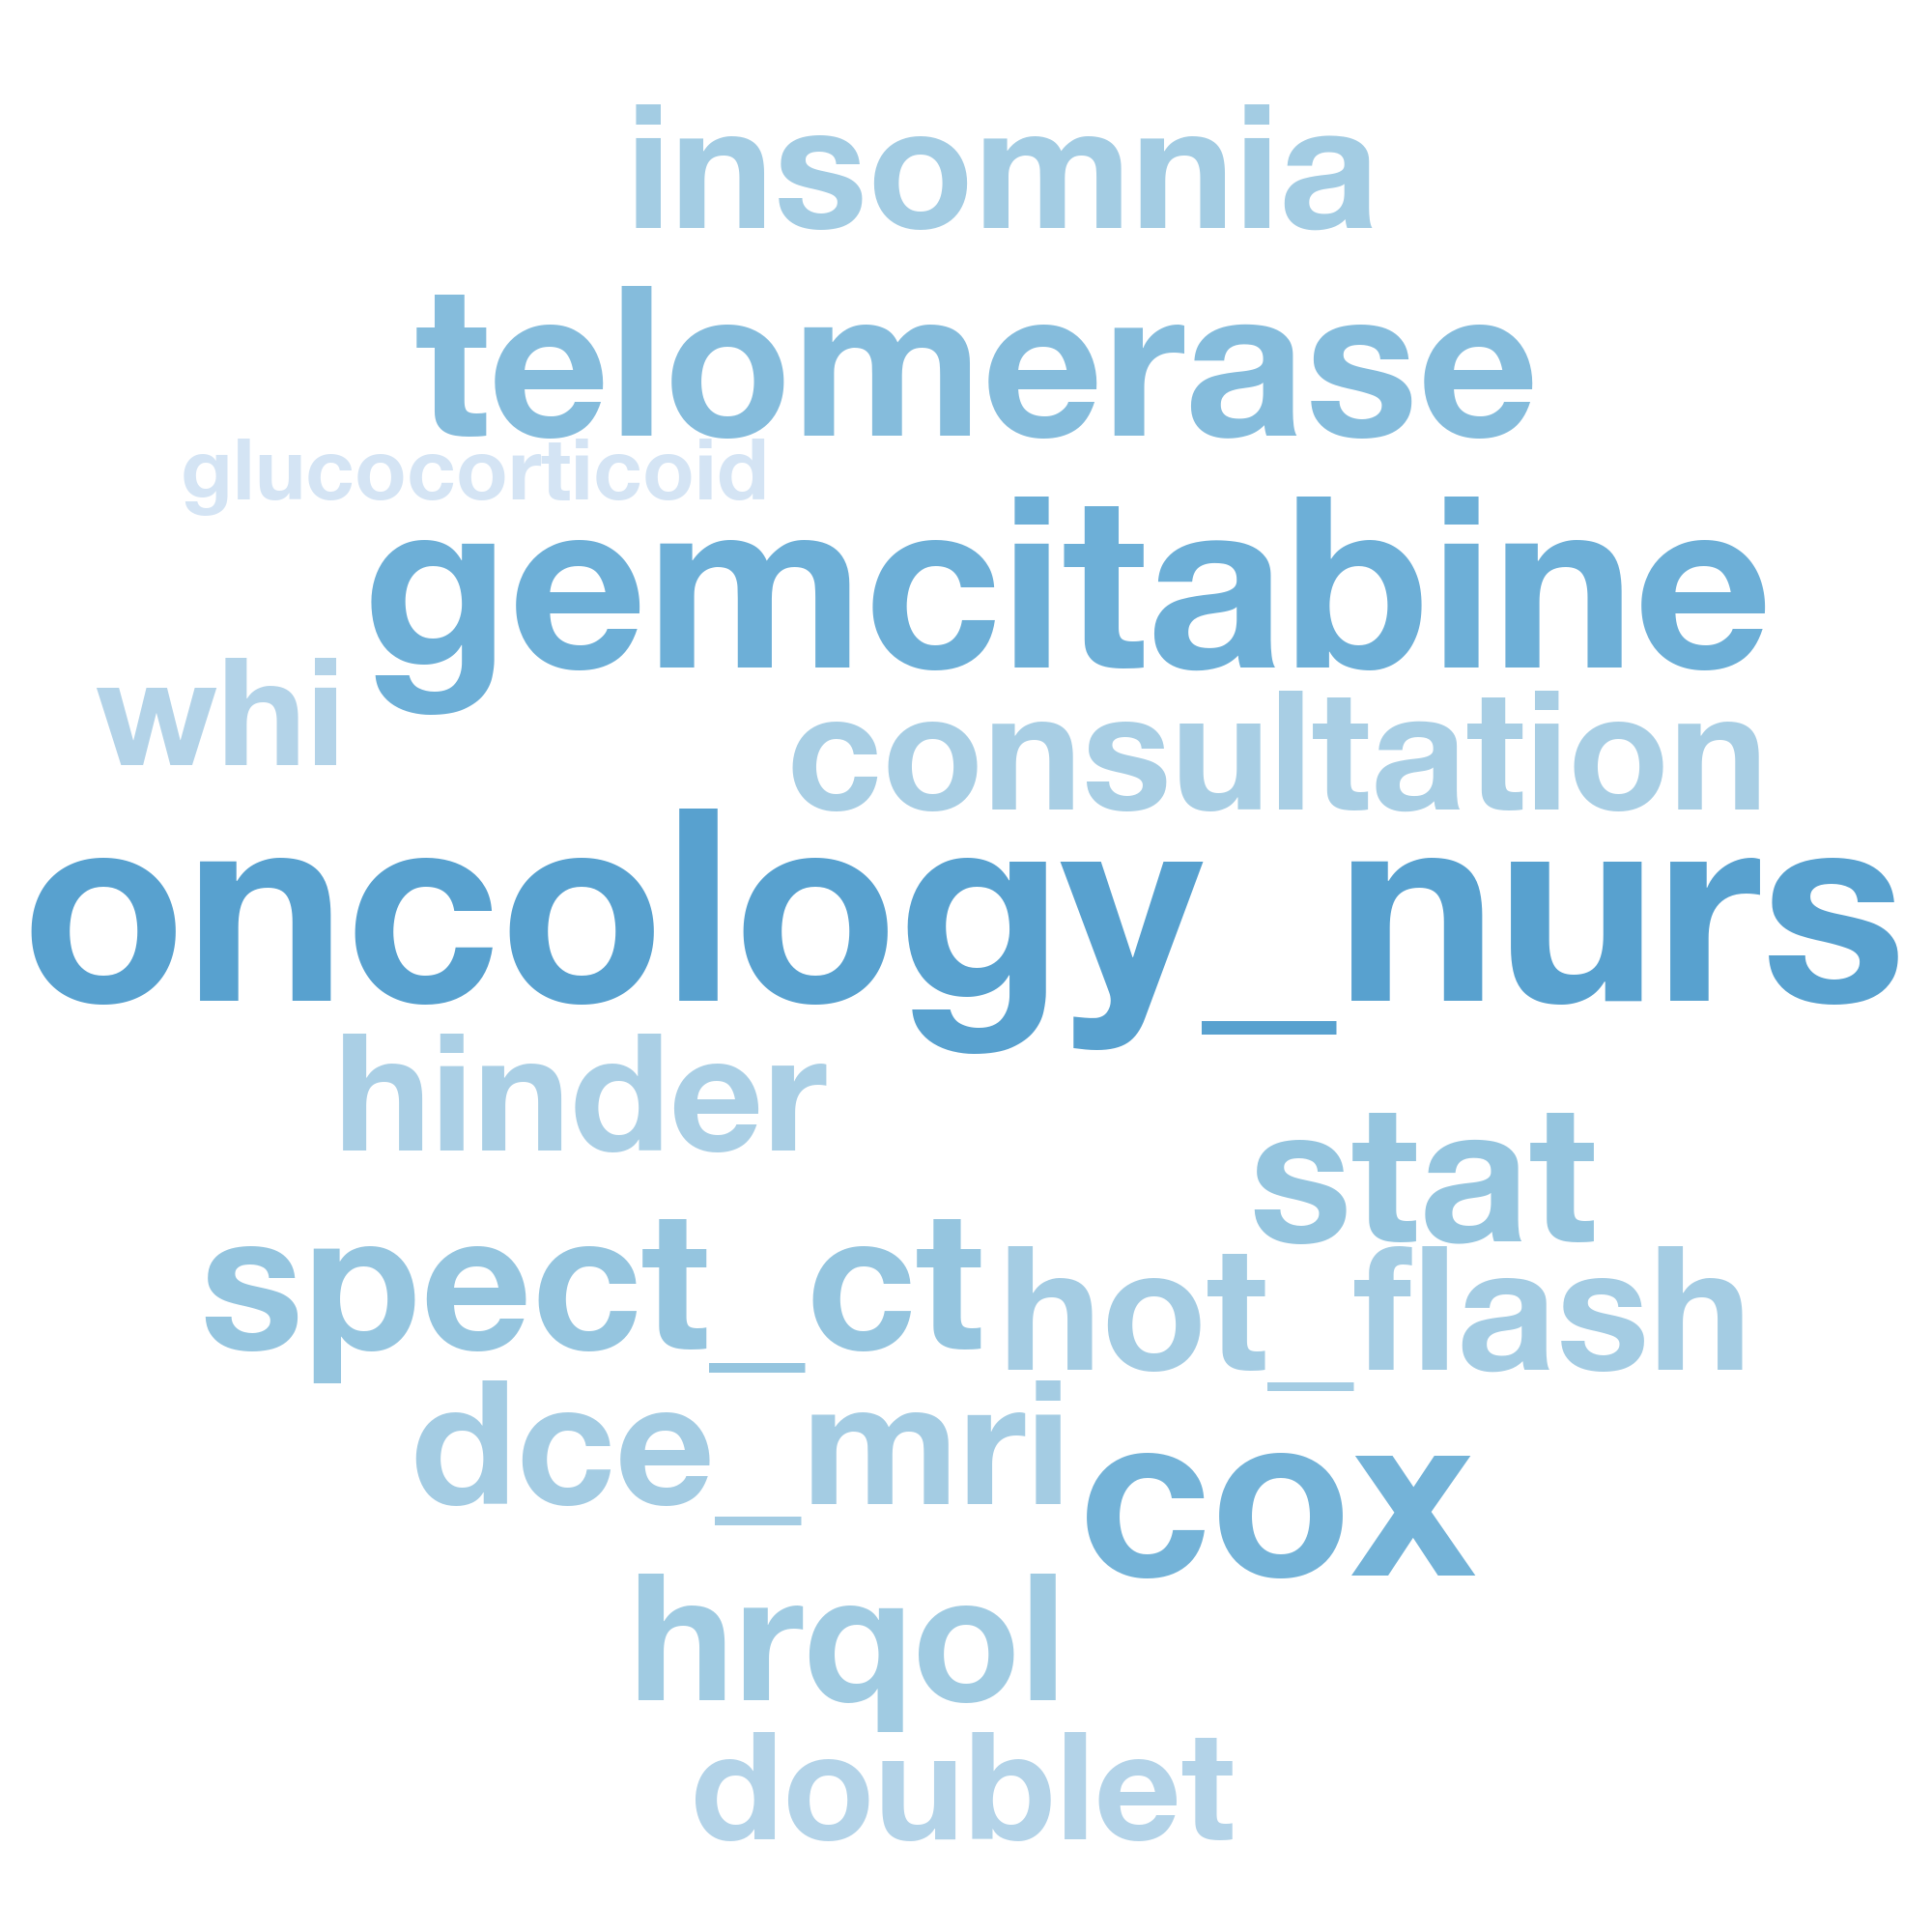 insomnia
telomerase
glucocorticoid
gemcitabine
whi
consultation
oncology_nurs
hinder
stat
spect_ct
hot_flash
dce_mri
cox
hrqol
doublet